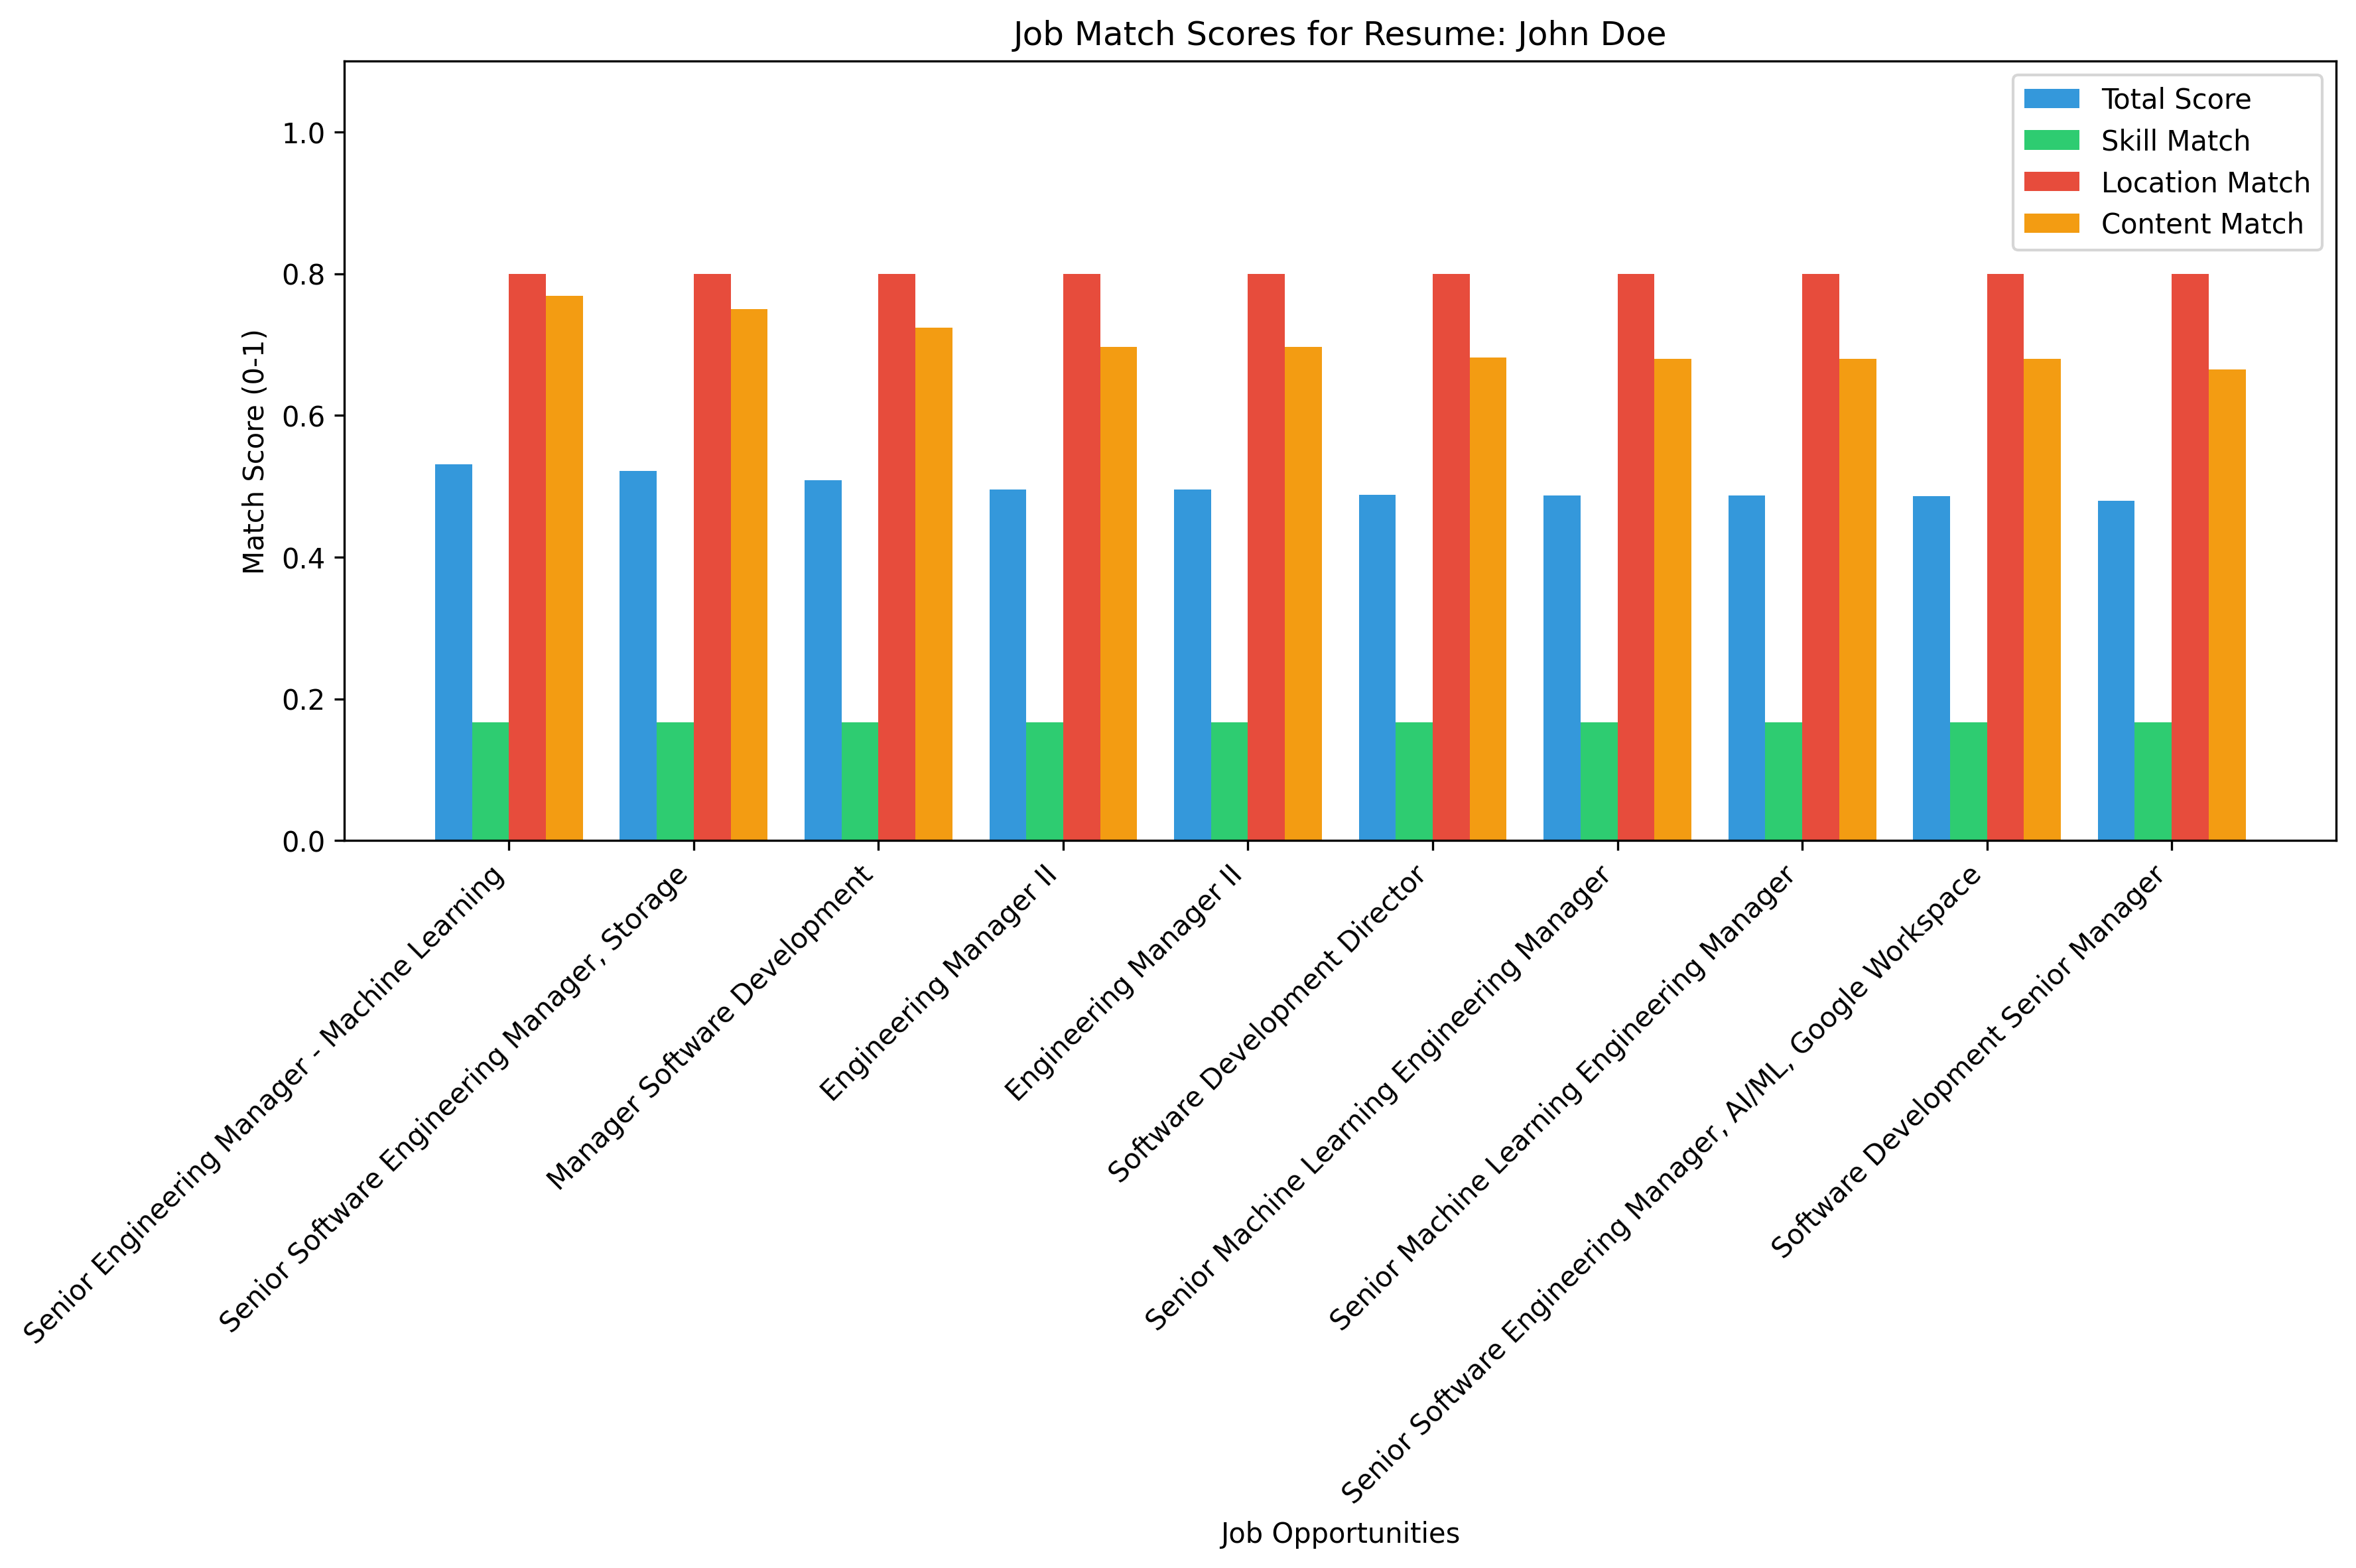 Job Match Scores for Resume: John Doe
Total Score
Skill Match
Location Match
Content Match
Match Score (0-1)
1.0
0.8
0.6
0.4
0.2
0.0
Senior Engineering Manager - Machine Learning
Senior Software Engineering Manager, Storage
Manager Software Development
Engineering Manager II
Engineering Manager II
Software Development Director
Senior Machine Learning Engineering Manager
Senior Machine Learning Engineering Manager
Senior Software Engineering Manager, AI/ML, Google Workspace
Software Development Senior Manager
Job Opportunities